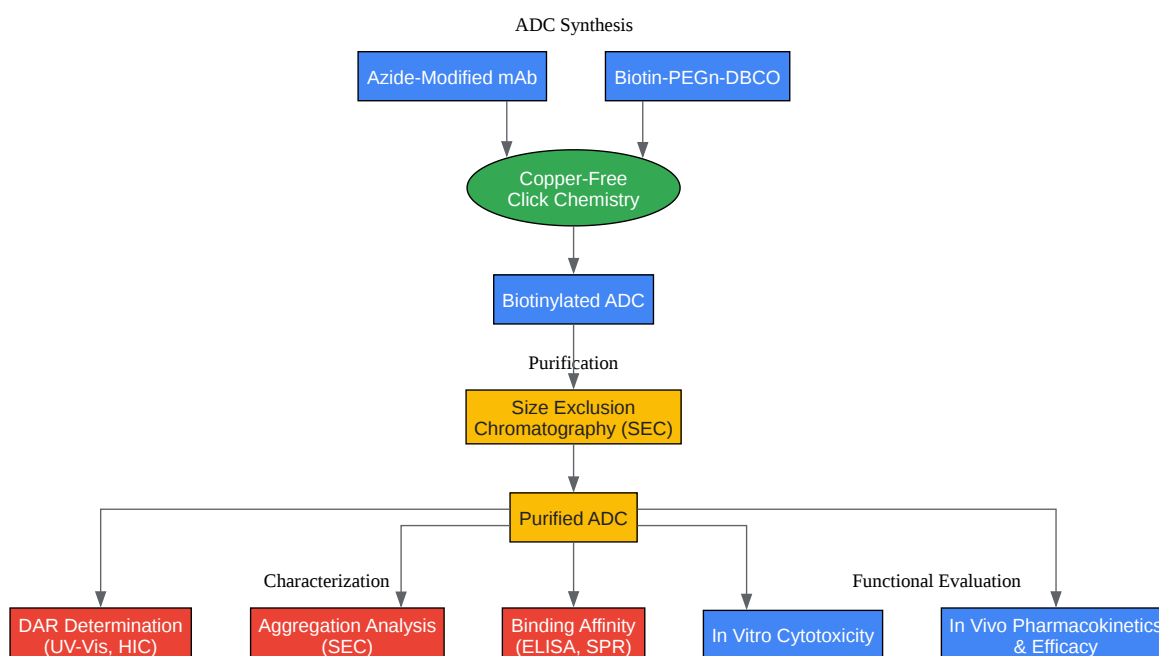 ADC Synthesis
Azide-Modified mAb
Biotin-PEGn-DBCO
Copper-Free
Click Chemistry
Biotinylated ADC
Purification
Size Exclusion
Chromatography (SEC)
Purified ADC
Characterization
Functional Evaluation
DAR Determination
(UV-Vis, HIC)
Aggregation Analysis
(SEC)
Binding Affinity
(ELISA, SPR)
In Vitro Cytotoxicity
In Vivo Pharmacokinetics
& Efficacy